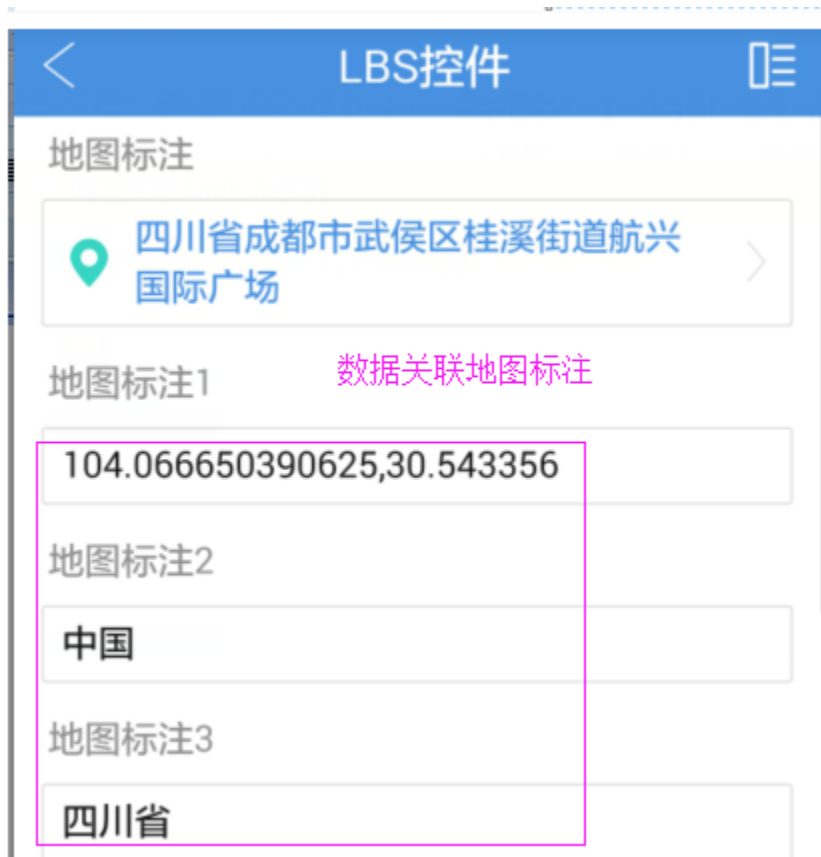 LBS控件
地图标注
四川省成都市武侯区桂溪街道航兴
国际广场
地图标注1
数据关联地图标注
104.066650390625,30.543356
地图标注2
中国
地图标注3
四川省